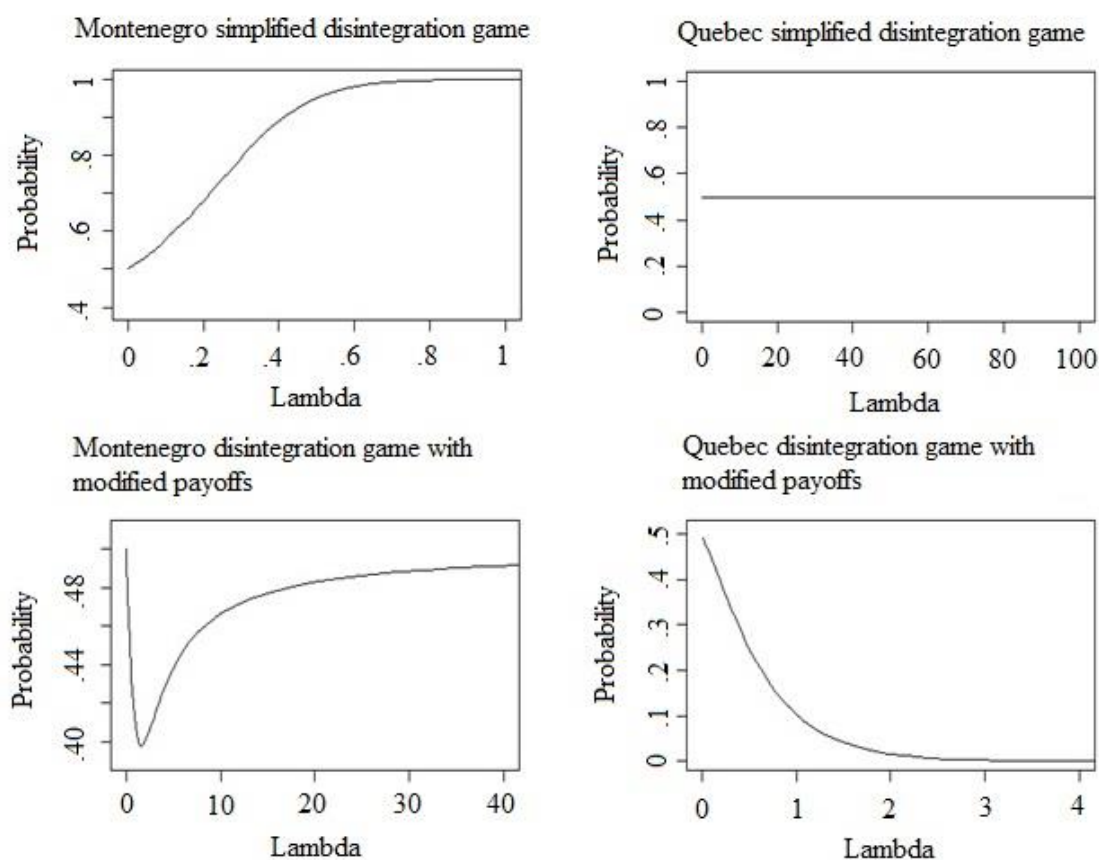 Montenegro simplified disintegration game
Probability
1
.8
.6
.4
0 .2 .4 .6 .8 1
Lambda
Quebec simplified disintegration game
Probability
1
.8
.6
.4
.2
0
0 20 40 60 80 100
Lambda
Montenegro disintegration game with
modified payoffs
Probability
.48
.44
.40
0 10 20 30 40
Lambda
Quebec disintegration game with
modified payoffs
Probability
.5
.4
.3
.2
.1
0
0 1 2 3 4
Lambda